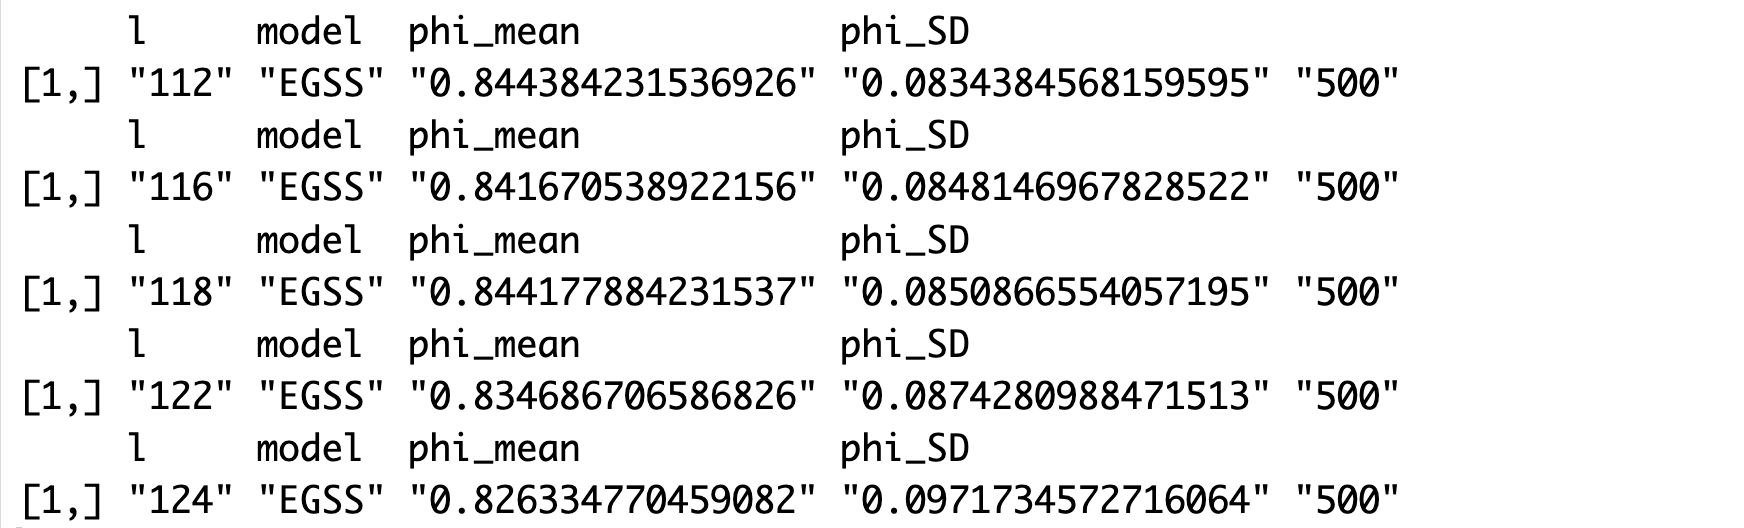 l model phi_mean phi_SD
[1,] "112" "EGSS" "0.844384231536926" "0.0834384568159595" "500"
l model phi_mean phi_SD
[1,] "116" "EGSS" "0.841670538922156" "0.0848146967828522" "500"
l model phi_mean phi_SD
[1,] "118" "EGSS" "0.844177884231537" "0.0850866554057195" "500"
l model phi_mean phi_SD
[1,] "122" "EGSS" "0.834686706586826" "0.0874280988471513" "500"
l model phi_mean phi_SD
[1,] "124" "EGSS" "0.826334770459082" "0.0971734572716064" "500"